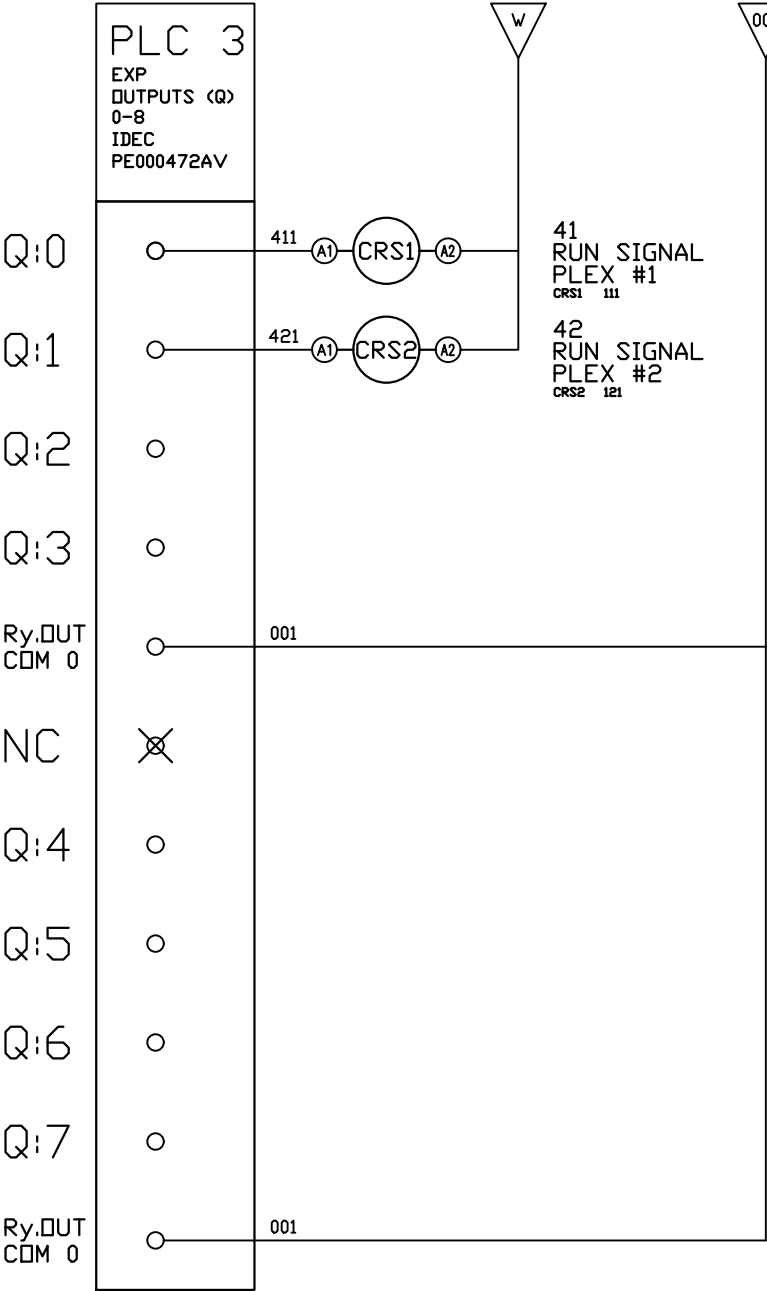 PLC 3
EXP
OUTPUTS (Q)
0-8
IDEC
PE000472AV
W
Q:0
411
A1
CRS1
A2
41
RUN SIGNAL
PLEX #1
CRS1 111
Q:1
421
A1
CRS2
A2
42
RUN SIGNAL
PLEX #2
CRS2 121
Q:2
Q:3
Ry.OUT
COM 0
001
NC
Q:4
Q:5
Q:6
Q:7
Ry.OUT
COM 0
001